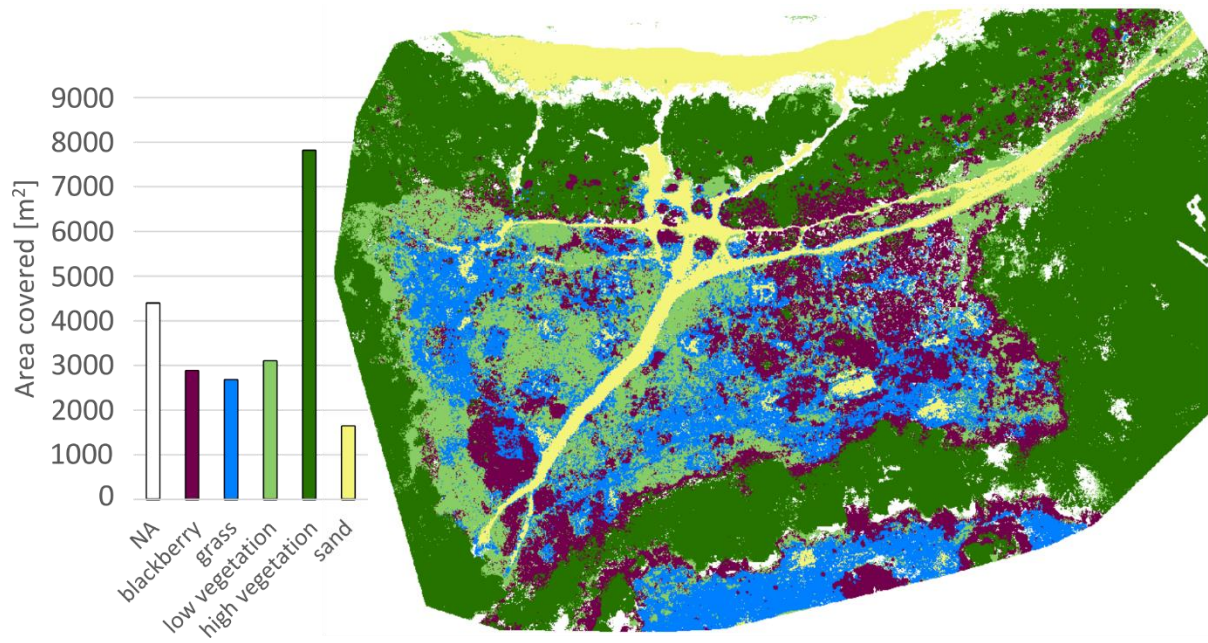 9000
8000
7000
6000
5000
4000
3000
2000
1000
0
Area covered [m²]
NA
blackberry
grass
low vegetation
high vegetation
sand